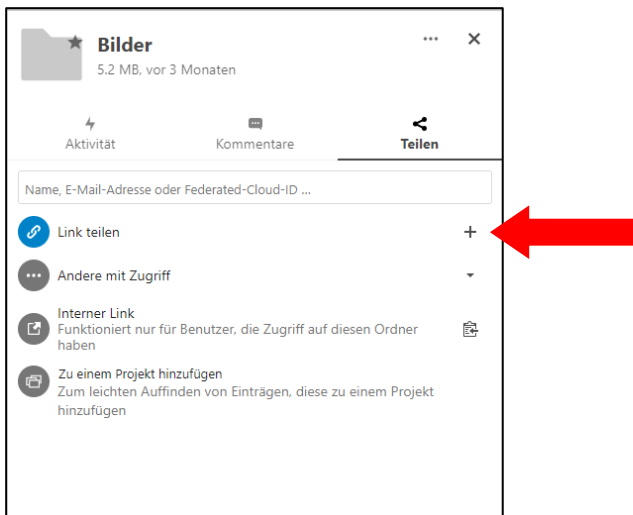 Bilder
5.2 MB, vor 3 Monaten
Aktivität
Kommentare
Teilen
Name, E-Mail-Adresse oder Federated-Cloud-ID ...
Link teilen
Andere mit Zugriff
Interner Link
Funktioniert nur für Benutzer, die Zugriff auf diesen Ordner
haben
Zu einem Projekt hinzufügen
Zum leichten Auffinden von Einträgen, diese zu einem Projekt
hinzufügen